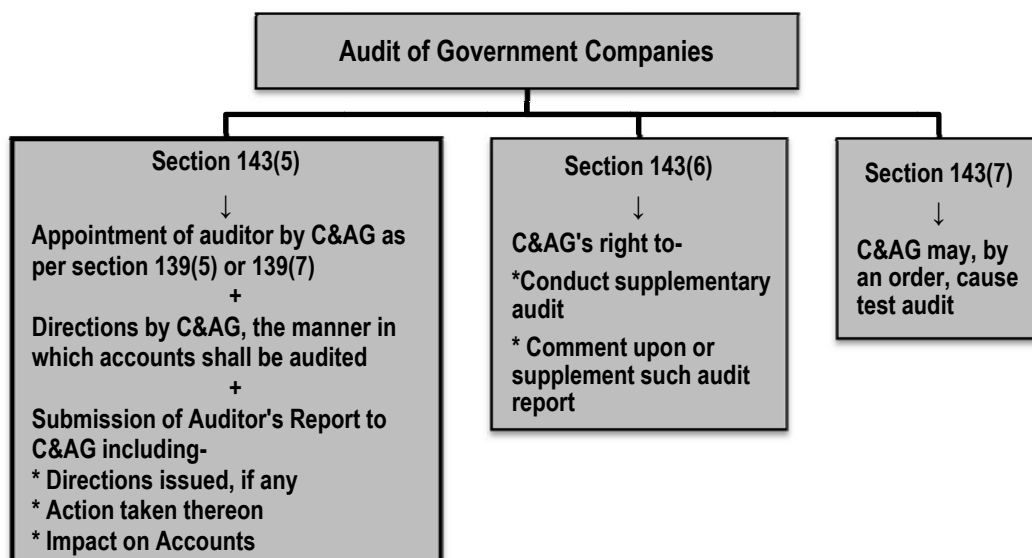 Audit of Government Companies
Section 143(5)
↓
Appointment of auditor by C&AG as
per section 139(5) or 139(7)
+
Directions by C&AG, the manner in
which accounts shall be audited
+
Submission of Auditor's Report to
C&AG including-
* Directions issued, if any
* Action taken thereon
* Impact on Accounts
Section 143(6)
↓
C&AG's right to-
*Conduct supplementary
audit
* Comment upon or
supplement such audit
report
Section 143(7)
↓
C&AG may, by
an order, cause
test audit